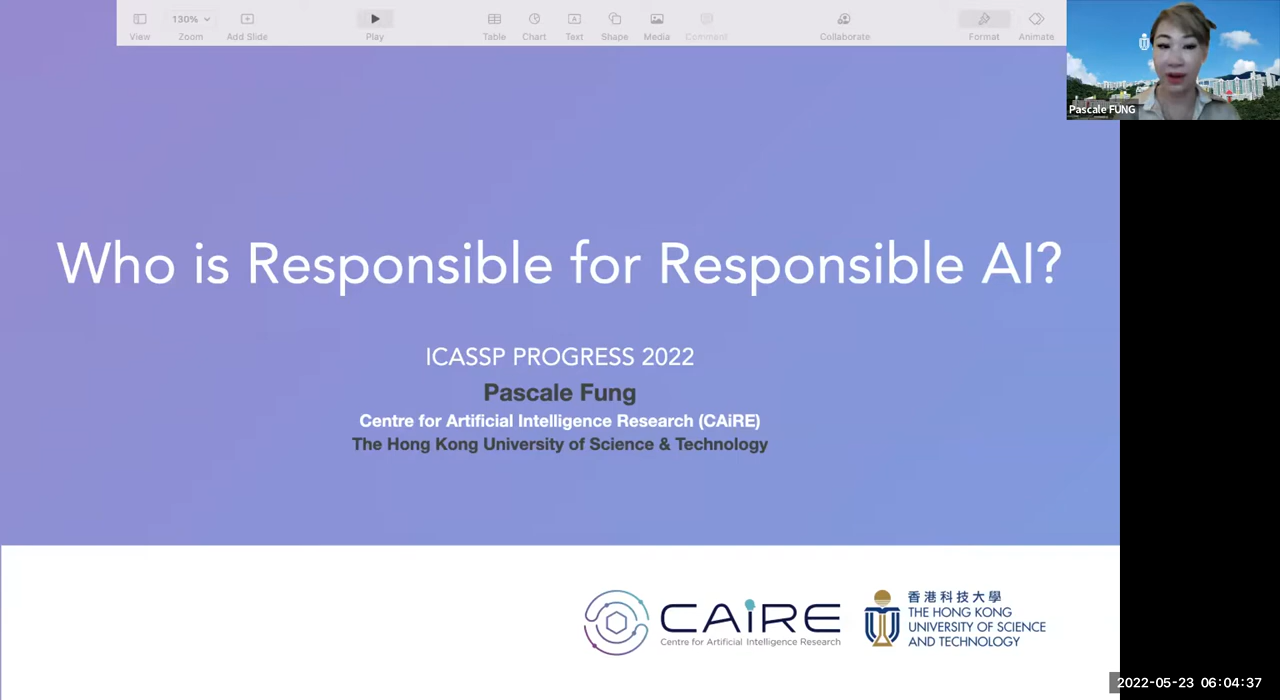 130%
View
Zoom
Add Slide
Play
Table
Chart
Text
Shape
Media
Comment
Collaborate
Format
Animate
Pascale FUNG
Who is Responsible for Responsible AI?
ICASSP PROGRESS 2022
Pascale Fung
Centre for Artificial Intelligence Research (CAiRE)
The Hong Kong University of Science & Technology
CAiRE
Centre for Artificial Intelligence Research
香港科技大學
THE HONG KONG
UNIVERSITY OF SCIENCE
AND TECHNOLOGY
2022-05-23 06:04:37